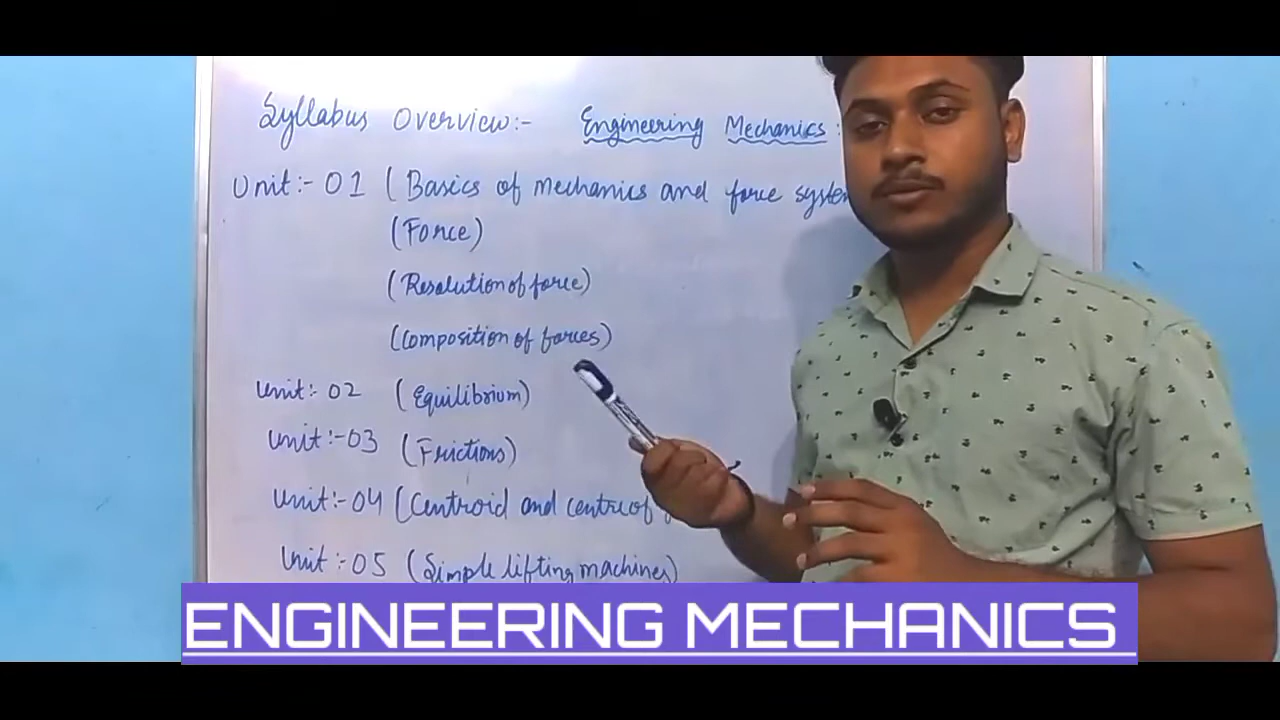 Syllabus Overview:- Engineering Mechanics:
Unit:- 01 (Basics of mechanics and force system
(Force)
(Resolution of force)
(Composition of forces)
Unit:- 02 (Equilibrium)
Unit:-03 (Frictions)
Unit:-04 (Centroid and centre of
Unit:-05 (Simple lifting machines)
ENGINEERING MECHANICS